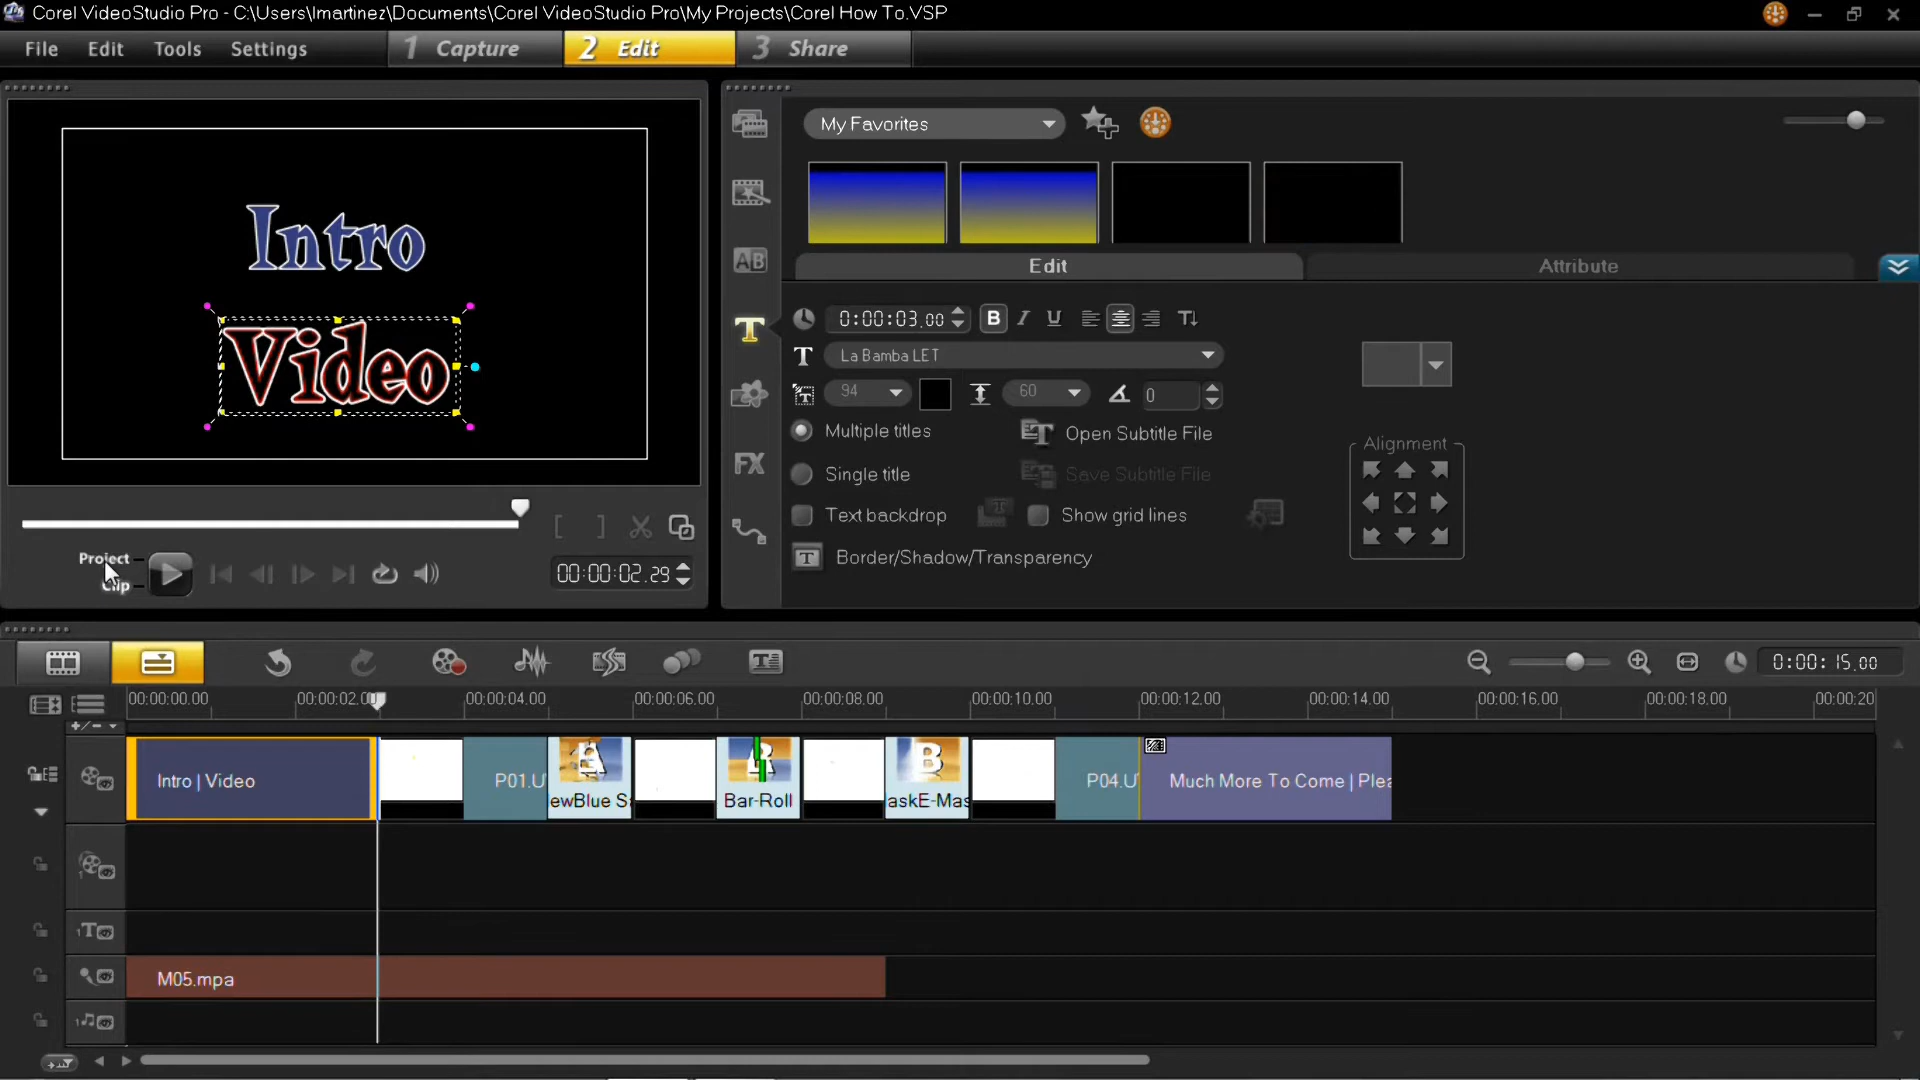 Corel VideoStudio Pro - C:\Users\lmartinez\Documents\Corel VideoStudio Pro\My Projects\Corel How To.VSP
File Edit Tools Settings 1 Capture 2 Edit 3 Share
My Favorites
Intro
Video
Edit Attribute
0:00:03.00 B I U
La Bamba LET
94 60 0
Multiple titles Open Subtitle File
Single title Save Subtitle File
Text backdrop Show grid lines
Border/Shadow/Transparency
Alignment
AB
T
FX
Project
Clip
00:00:02.29
0:00:15.00
00:00:00.00 00:00:02.00 00:00:04.00 00:00:06.00 00:00:08.00 00:00:10.00 00:00:12.00 00:00:14.00 00:00:16.00 00:00:18.00 00:00:20
Intro | Video P01.U A ewBlue S Bar-Roll B askE-Mas P04.U Much More To Come | Plea
M05.mpa